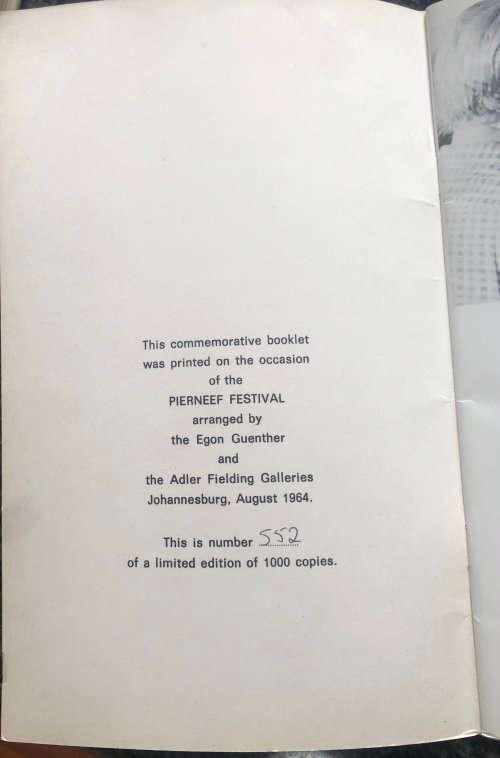 This commemorative booklet
was printed on the occasion
of the
PIERNEEF FESTIVAL
arranged by
the Egon Guenther
and
the Adler Fielding Galleries
Johannesburg, August 1964.
This is number 552
of a limited edition of 1000 copies.